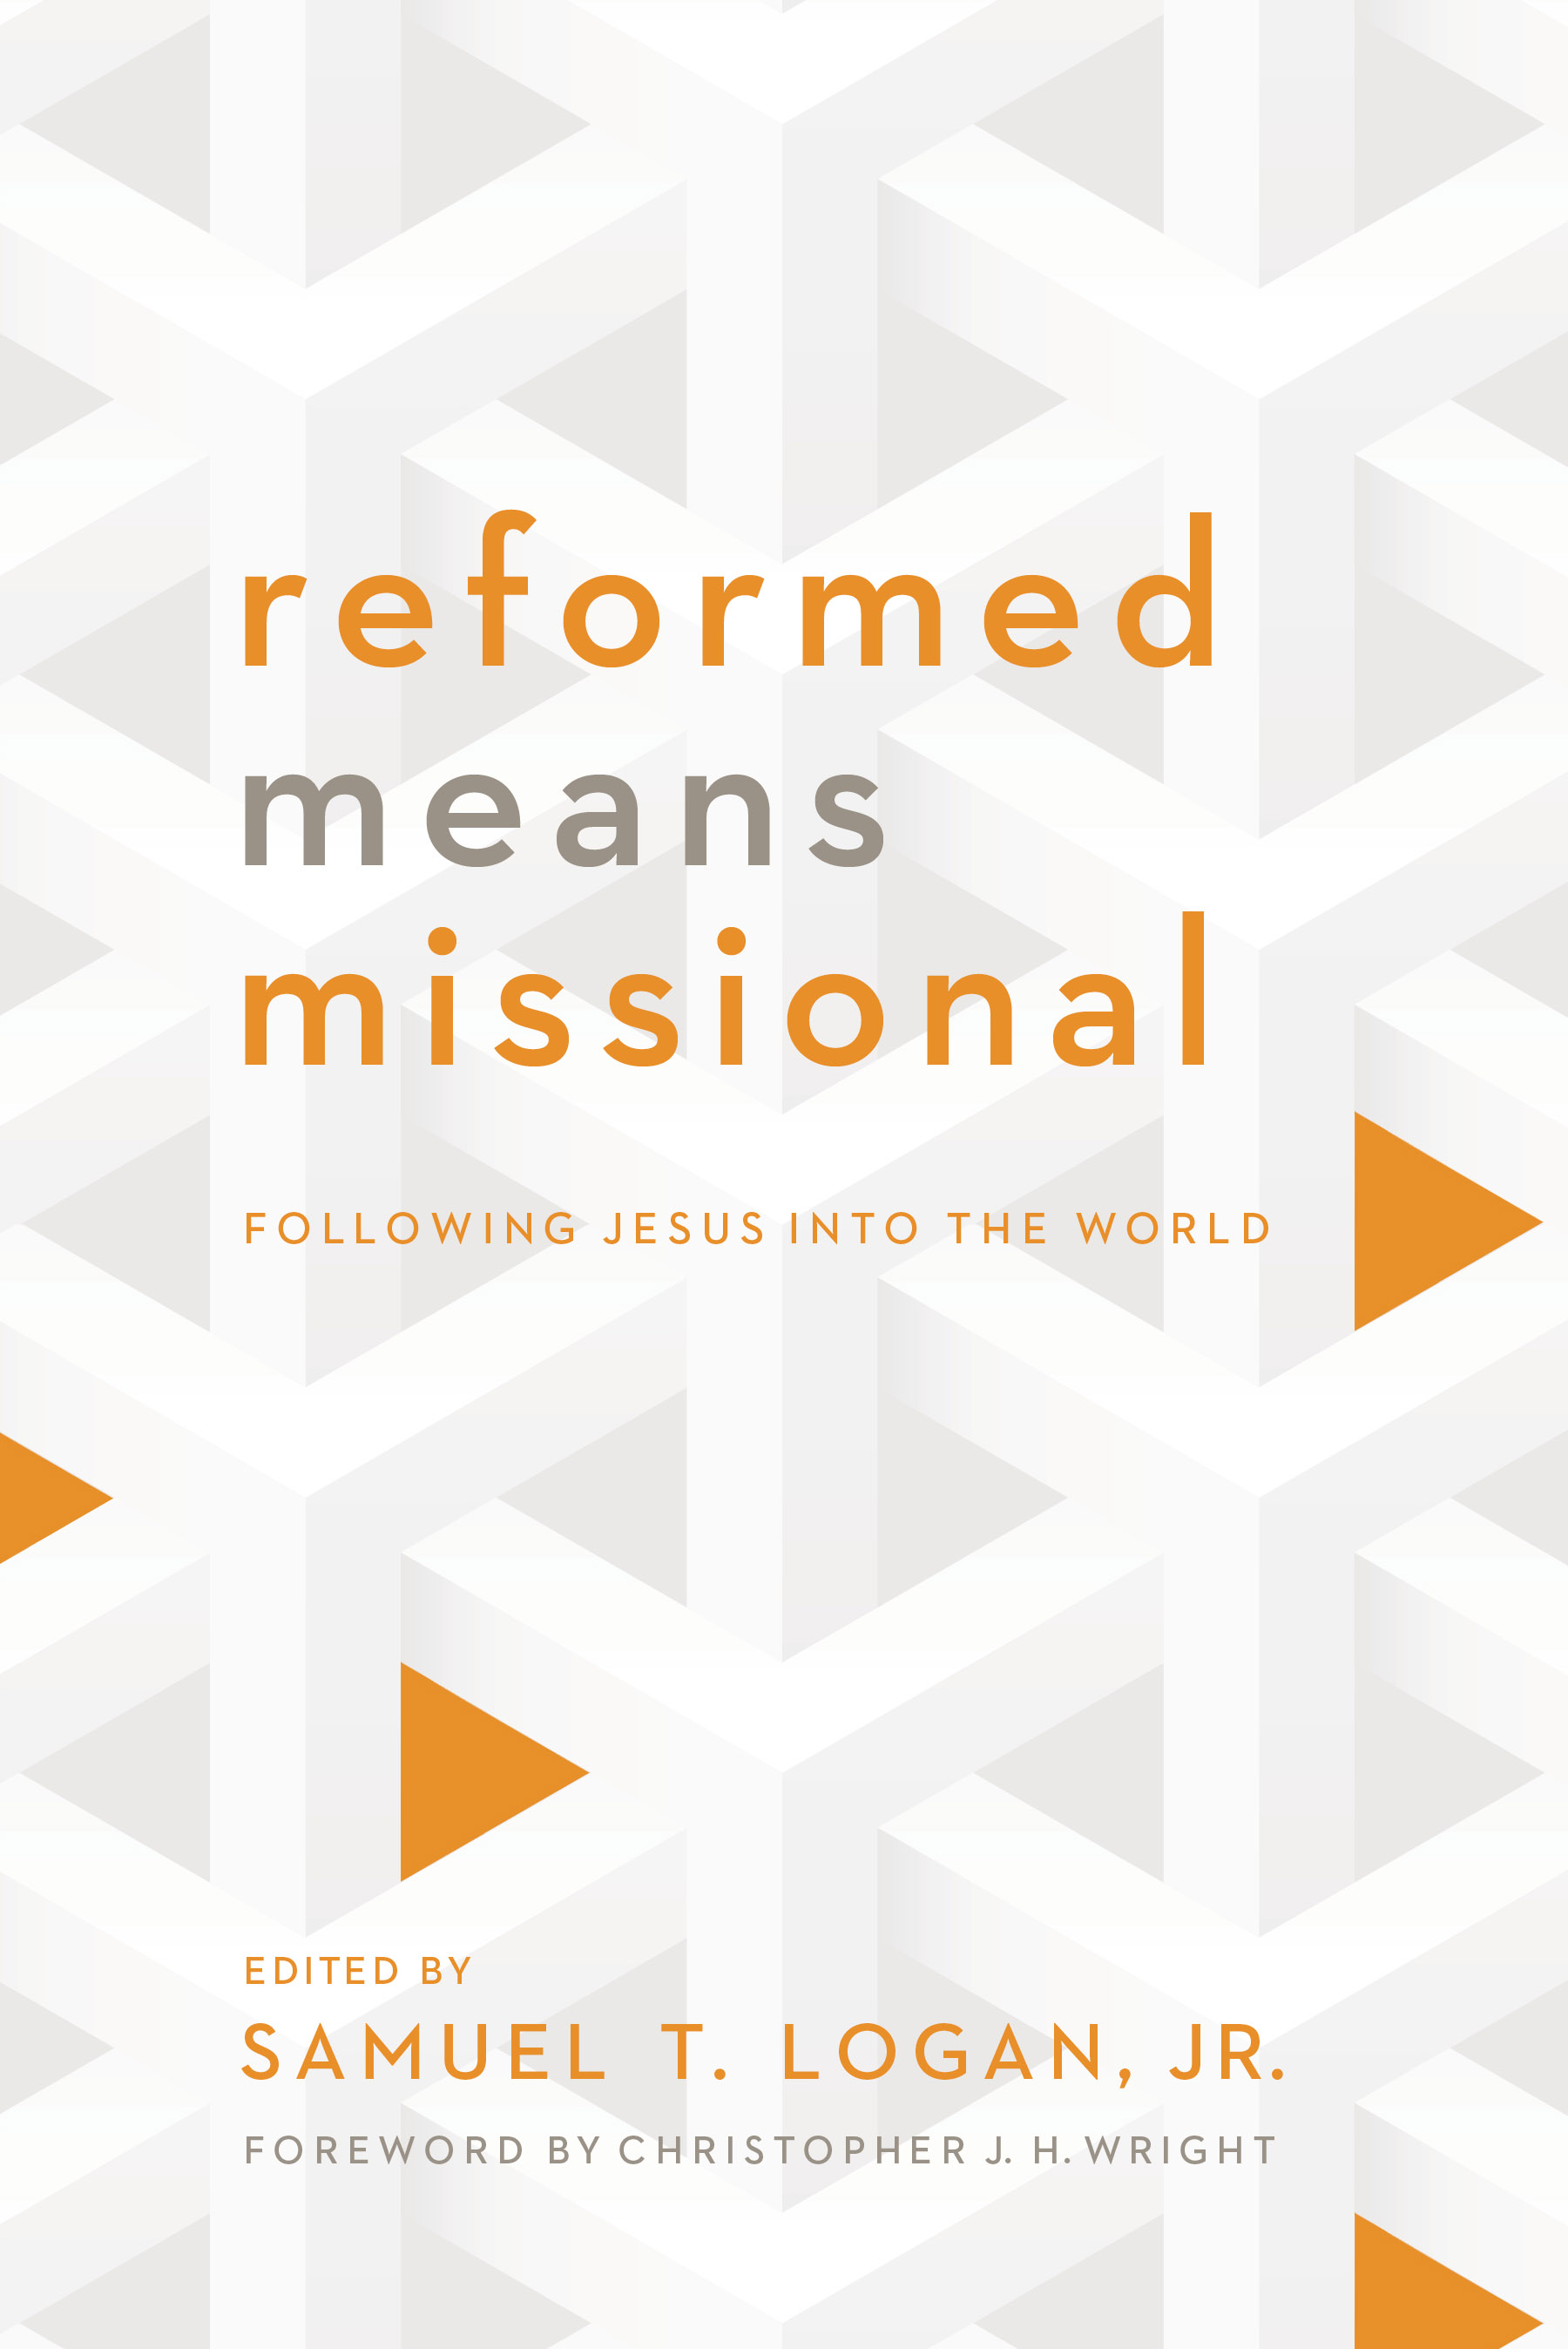 reformed
means
missional
FOLLOWING JESUS INTO THE WORLD
EDITED BY
SAMUEL T. LOGAN, JR.
FOREWORD BY CHRISTOPHER J. H. WRIGHT